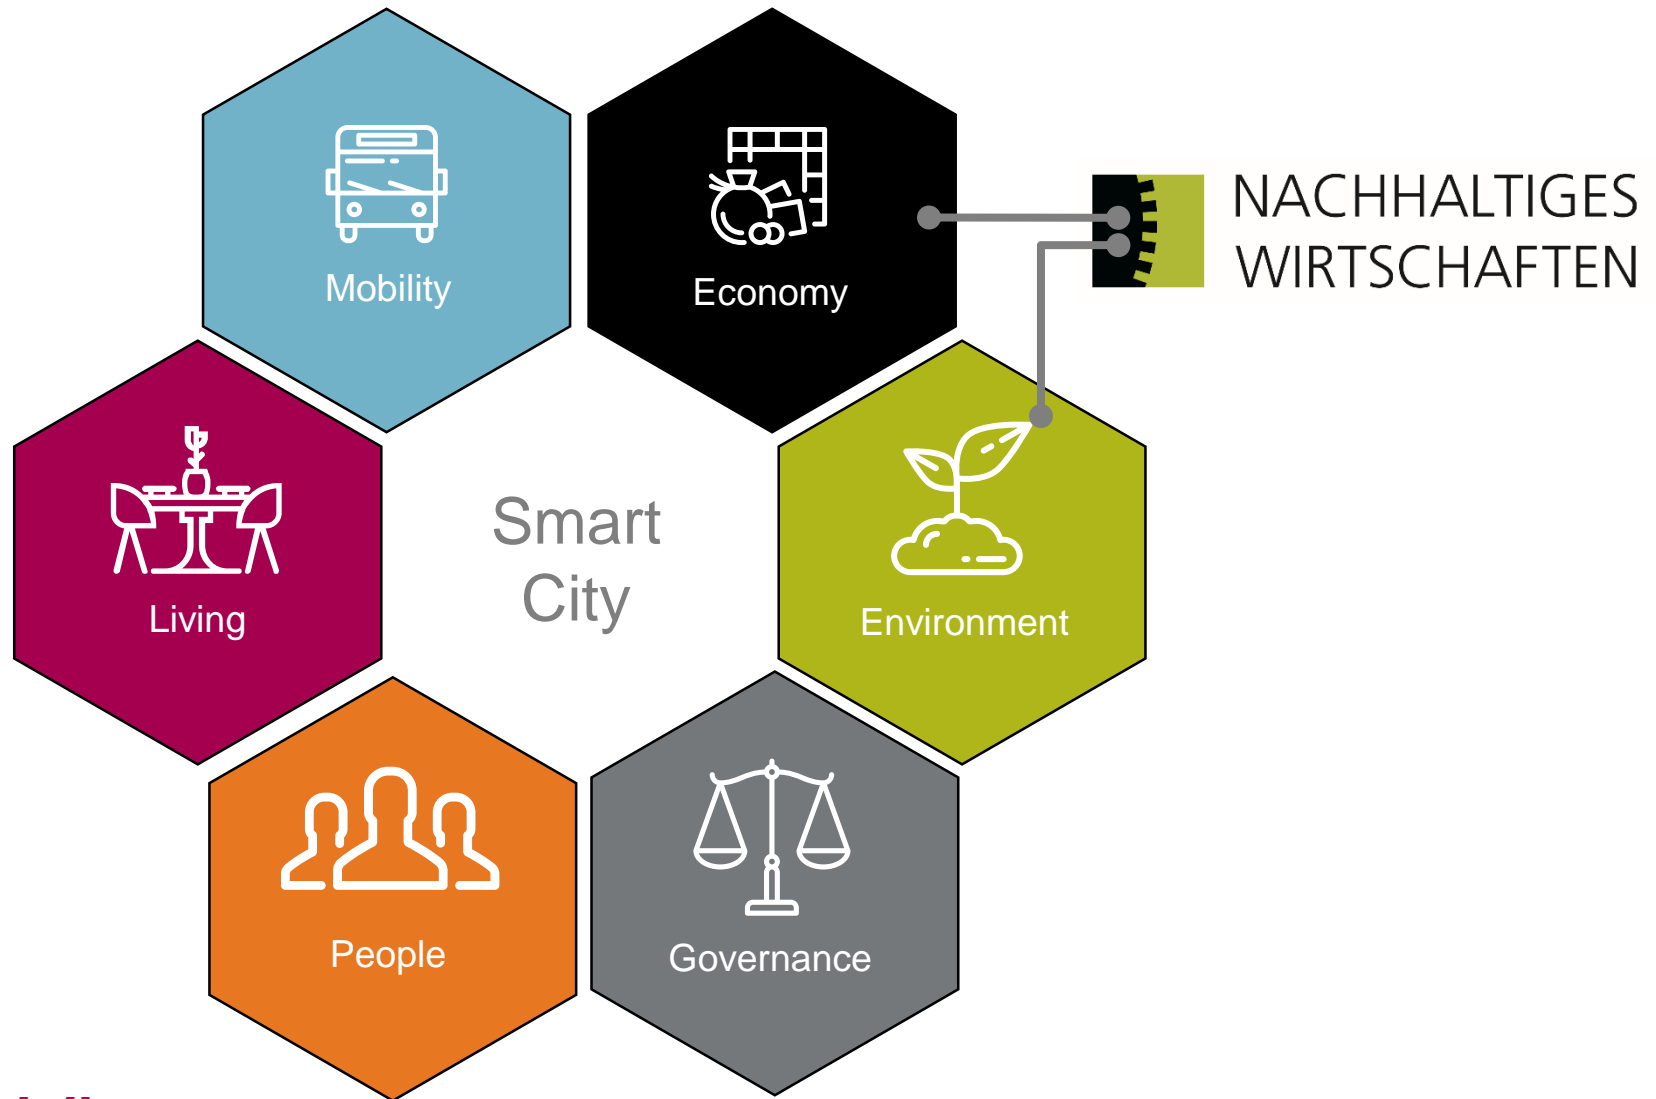 Mobility
Economy
NACHHALTIGES
WIRTSCHAFTEN
Living
Smart
City
Environment
People
Governance